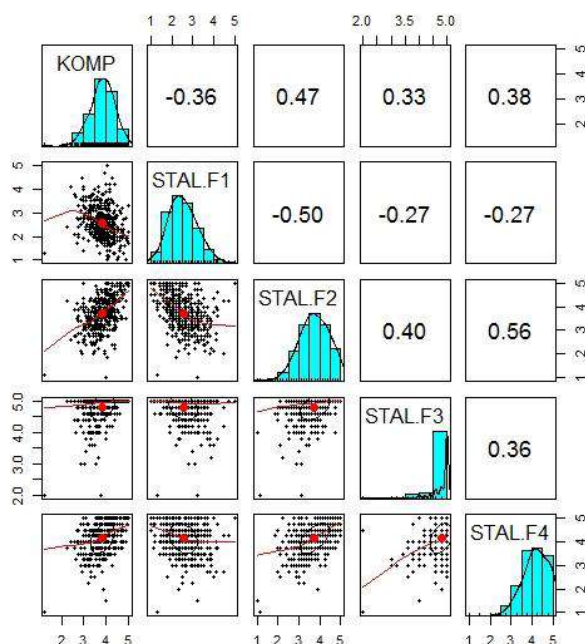 1 2 3 4 5 2.0 3.5 5.0
KOMP -0.36 0.47 0.33 0.38
1 2 3 4 5
1 2 3 4 5
STAL.F1 -0.50 -0.27 -0.27
STAL.F2 0.40 0.56
1 2 3 4 5
2.0 3.0 4.0 5.0
STAL.F3 0.36
STAL.F4
1 2 3 4 5
2 3 4 5 1 2 3 4 5 1 2 3 4 5